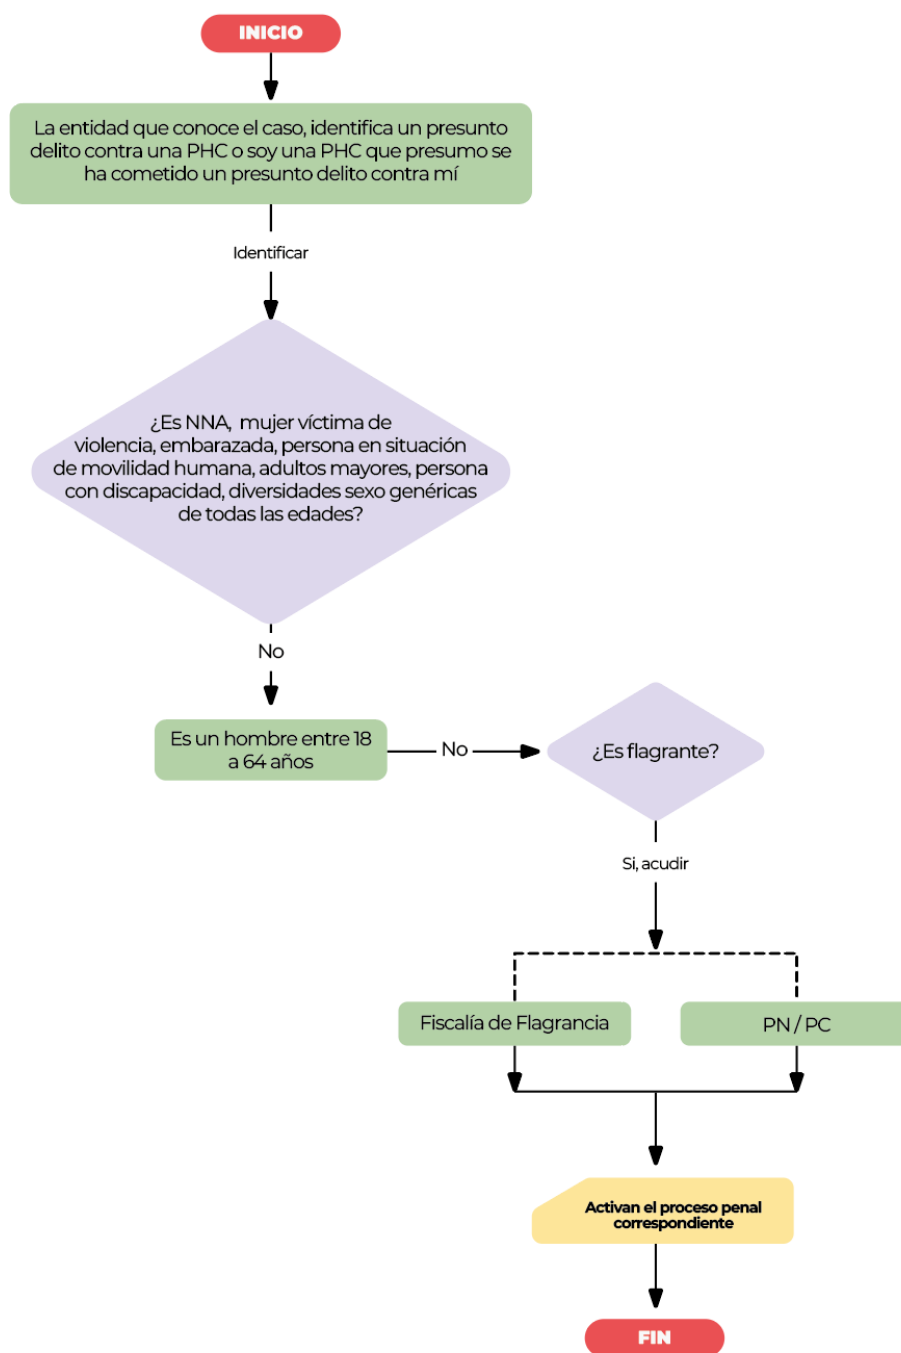 INICIO
La entidad que conoce el caso, identifica un presunto
delito contra una PHC o soy una PHC que presumo se
ha cometido un presunto delito contra mí
Identificar
¿Es NNA, mujer víctima de
violencia, embarazada, persona en situación
de movilidad humana, adultos mayores, persona
con discapacidad, diversidades sexo genéricas
de todas las edades?
No
Es un hombre entre 18
a 64 años
No
¿Es flagrante?
Si, acudir
Fiscalía de Flagrancia
PN / PC
Activan el proceso penal
correspondiente
FIN